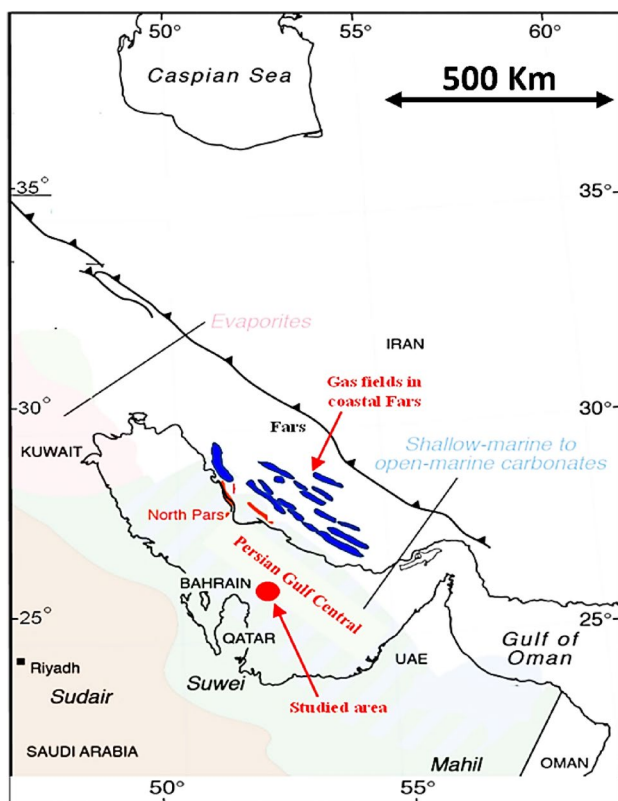 50°
55°
60°
Caspian Sea
500 Km
35°
35°
Evaporites
IRAN
Gas fields in
coastal Fars
30°
30°
Fars
KUWAIT
Shallow-marine to
open-marine carbonates
North Pars
Persian Gulf Central
BAHRAIN
25°
25°
QATAR
UAE
Gulf of
Oman
Riyadh
Suwei
Sudair
Studied area
SAUDI ARABIA
Mahil
OMAN
50°
55°